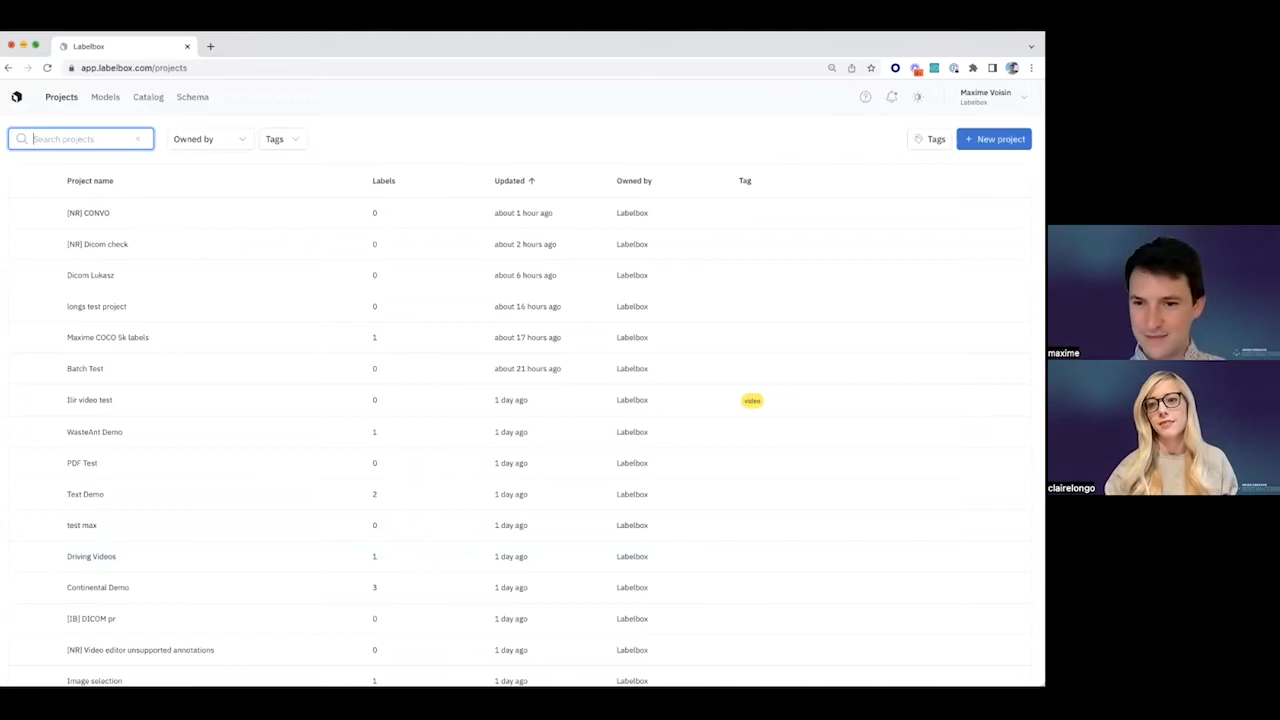 Labelbox
app.labelbox.com/projects
Projects Models Catalog Schema
Maxime Voisin
Labelbox
Search projects Owned by Tags Tags + New project
Project name Labels Updated ↑ Owned by Tag
[NR] CONVO 0 about 1 hour ago Labelbox
[NR] Dicom check 0 about 2 hours ago Labelbox
Dicom Lukasz 0 about 6 hours ago Labelbox
longs test project 0 about 16 hours ago Labelbox
Maxime COCO 5k labels 1 about 17 hours ago Labelbox
Batch Test 0 about 21 hours ago Labelbox
Ilir video test 0 1 day ago Labelbox video
WasteAnt Demo 1 1 day ago Labelbox
PDF Test 0 1 day ago Labelbox
Text Demo 2 1 day ago Labelbox
test max 0 1 day ago Labelbox
Driving Videos 1 1 day ago Labelbox
Continental Demo 3 1 day ago Labelbox
[IB] DICOM pr 0 1 day ago Labelbox
[NR] Video editor unsupported annotations 0 1 day ago Labelbox
Image selection 1 1 day ago Labelbox
maxime
clairelongo